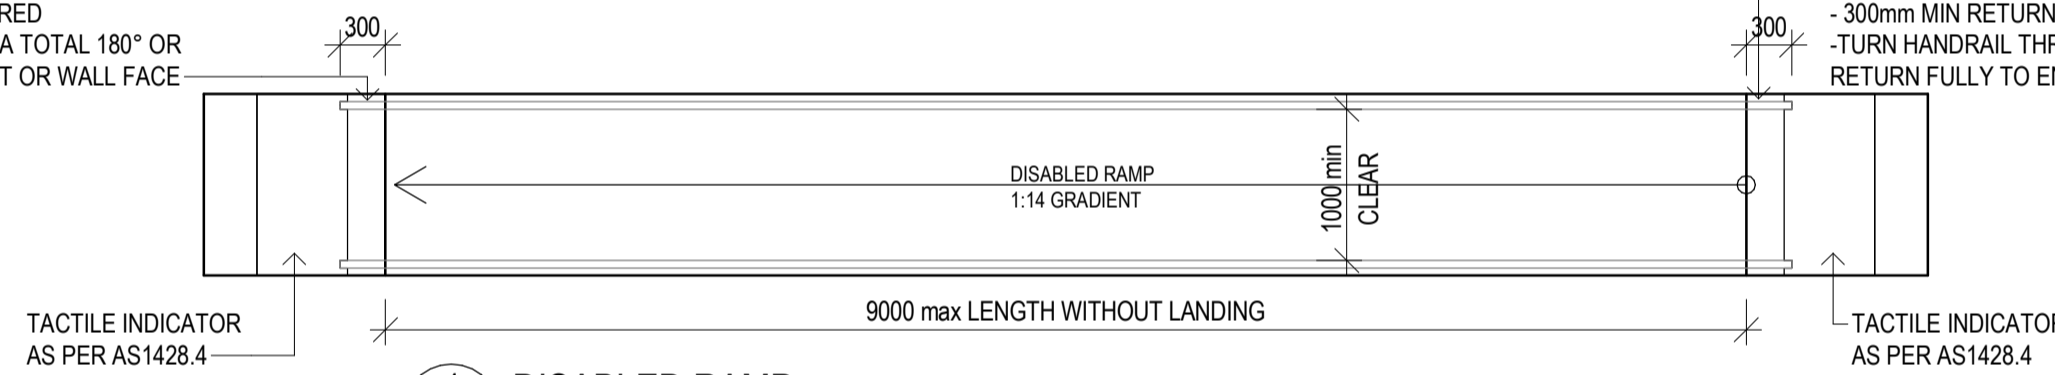 RED
A TOTAL 180° OR
T OR WALL FACE
300
300
- 300mm MIN RETURN
-TURN HANDRAIL
RETURN FULLY TO
DISABLED RAMP
1:14 GRADIENT
1000 min
CLEAR
9000 max LENGTH WITHOUT LANDING
TACTILE INDICATOR
AS PER AS1428.4
TACTILE INDICATOR
AS PER AS1428.4
DISABLED RAMP